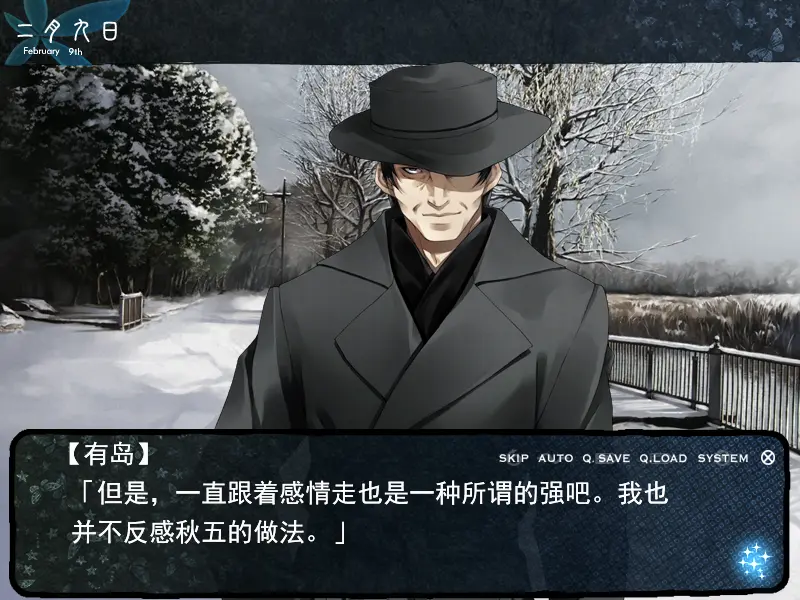 二月九日
February 9th
【有岛】
SKIP AUTO Q.SAVE Q.LOAD SYSTEM
「但是，一直跟着感情走也是一种所谓的强吧。我也
并不反感秋五的做法。」